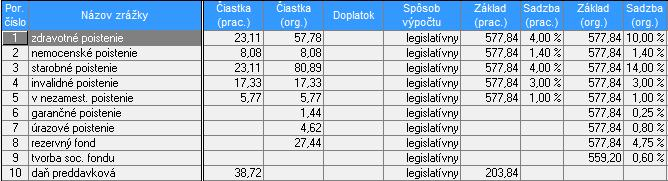 Por. číslo Názov zrážky Čiastka (prac.) Čiastka (org.) Doplatok Spôsob výpočtu Základ (prac.) Sadzba (prac.) Základ (org.) Sadzba (org.)
1 zdravotné poistenie 23,11 57,78 legislatívny 577,84 4,00 % 577,84 10,00 %
2 nemocenské poistenie 8,08 8,08 legislatívny 577,84 1,40 % 577,84 1,40 %
3 starobné poistenie 23,11 80,89 legislatívny 577,84 4,00 % 577,84 14,00 %
4 invalidné poistenie 17,33 17,33 legislatívny 577,84 3,00 % 577,84 3,00 %
5 v nezamest. poistenie 5,77 5,77 legislatívny 577,84 1,00 % 577,84 1,00 %
6 garančné poistenie 1,44 legislatívny 577,84 0,25 %
7 úrazové poistenie 4,62 legislatívny 577,84 0,80 %
8 rezervný fond 27,44 legislatívny 577,84 4,75 %
9 tvorba soc. fondu legislatívny 559,20 0,60 %
10 daň preddavková 38,72 legislatívny 203,84